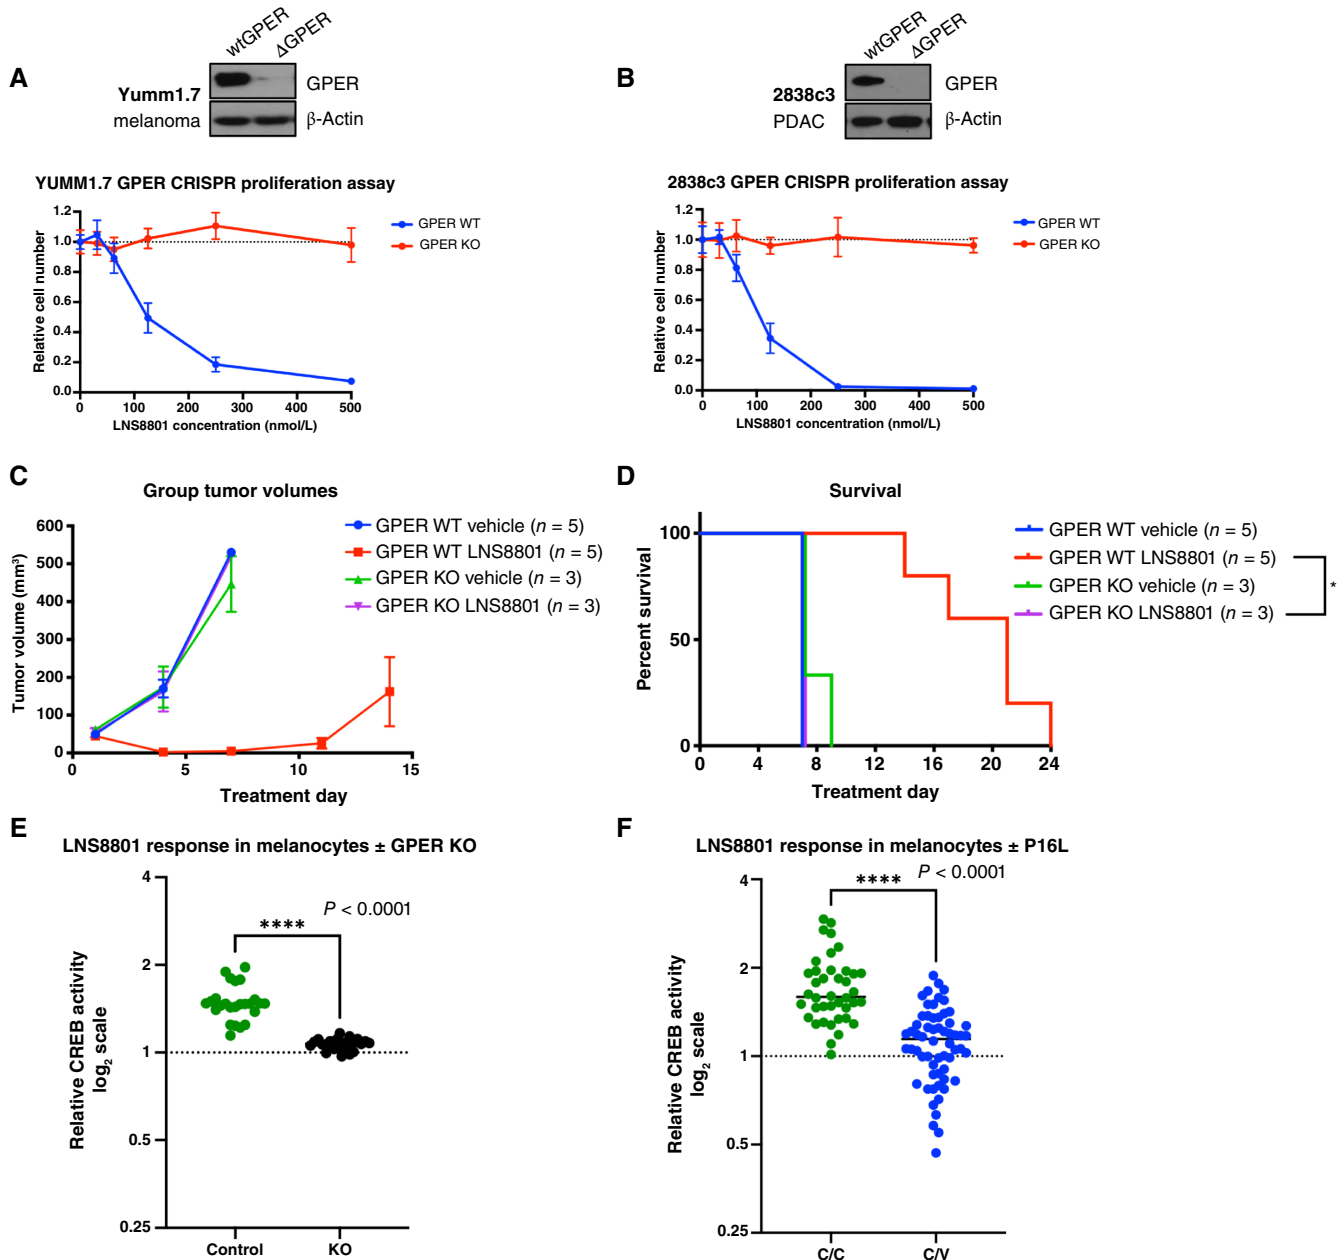 A
wtGPER
ΔGPER
Yumm1.7
melanoma
GPER
β-Actin
YUMM1.7 GPER CRISPR proliferation assay
Relative cell number
1.2
1.0
0.8
0.6
0.4
0.2
0.0
0 100 200 300 400 500
LNS8801 concentration (nmol/L)
GPER WT
GPER KO
B
wtGPER
ΔGPER
2838c3
PDAC
GPER
β-Actin
2838c3 GPER CRISPR proliferation assay
Relative cell number
1.2
1.0
0.8
0.6
0.4
0.2
0.0
0 100 200 300 400 500
LNS8801 concentration (nmol/L)
GPER WT
GPER KO
C
Group tumor volumes
Tumor volume (mm³)
600
500
400
300
200
100
0
0 5 10 15
Treatment day
GPER WT vehicle (n = 5)
GPER WT LNS8801 (n = 5)
GPER KO vehicle (n = 3)
GPER KO LNS8801 (n = 3)
D
Survival
Percent survival
100
50
0
0 4 8 12 16 20 24
Treatment day
GPER WT vehicle (n = 5)
GPER WT LNS8801 (n = 5)
GPER KO vehicle (n = 3)
GPER KO LNS8801 (n = 3)
*
E
LNS8801 response in melanocytes ± GPER KO
Relative CREB activity
log₂ scale
4
2
1
0.5
0.25
P < 0.0001
****
Control KO
F
LNS8801 response in melanocytes ± P16L
Relative CREB activity
log₂ scale
4
2
1
0.5
0.25
P < 0.0001
****
C/C C/V